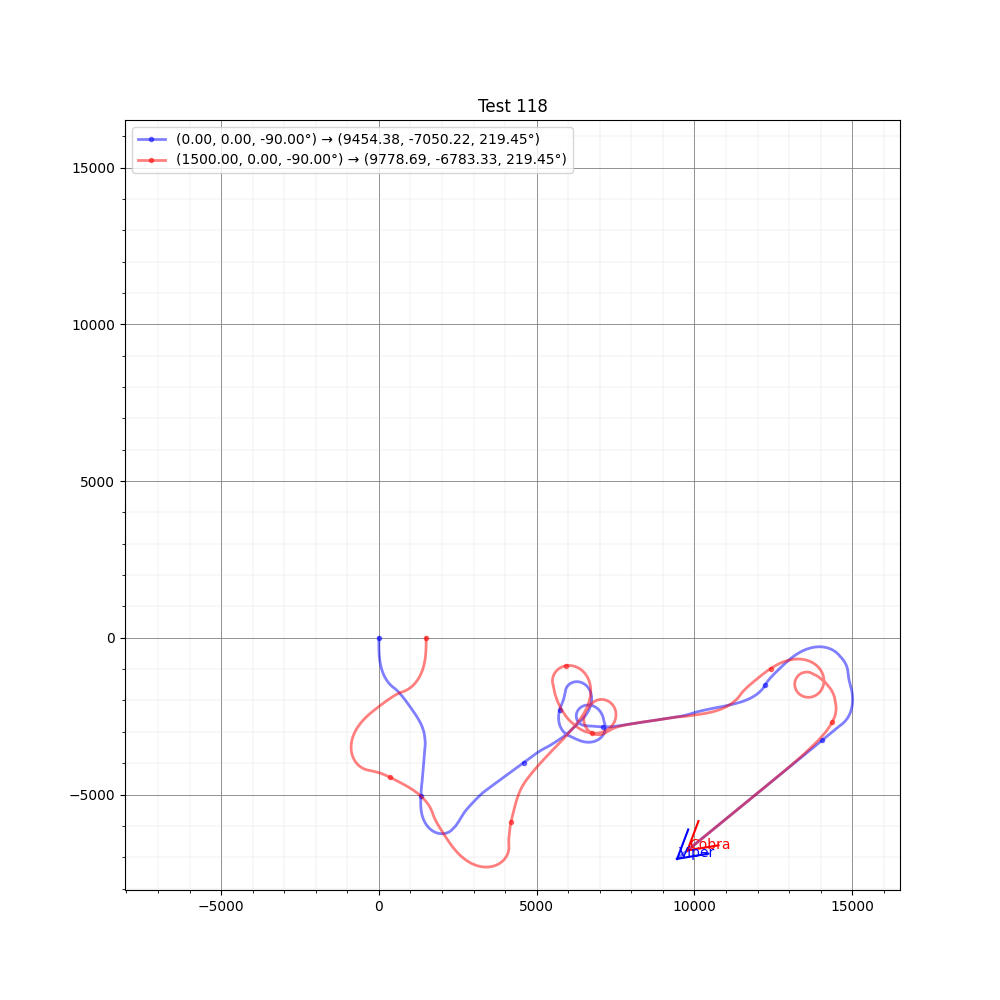 Test 118
(0.00, 0.00, -90.00°) → (9454.38, -7050.22, 219.45°)
(1500.00, 0.00, -90.00°) → (9778.69, -6783.33, 219.45°)
15000
10000
5000
0
−5000
Cobra
Viper
−5000 0 5000 10000 15000